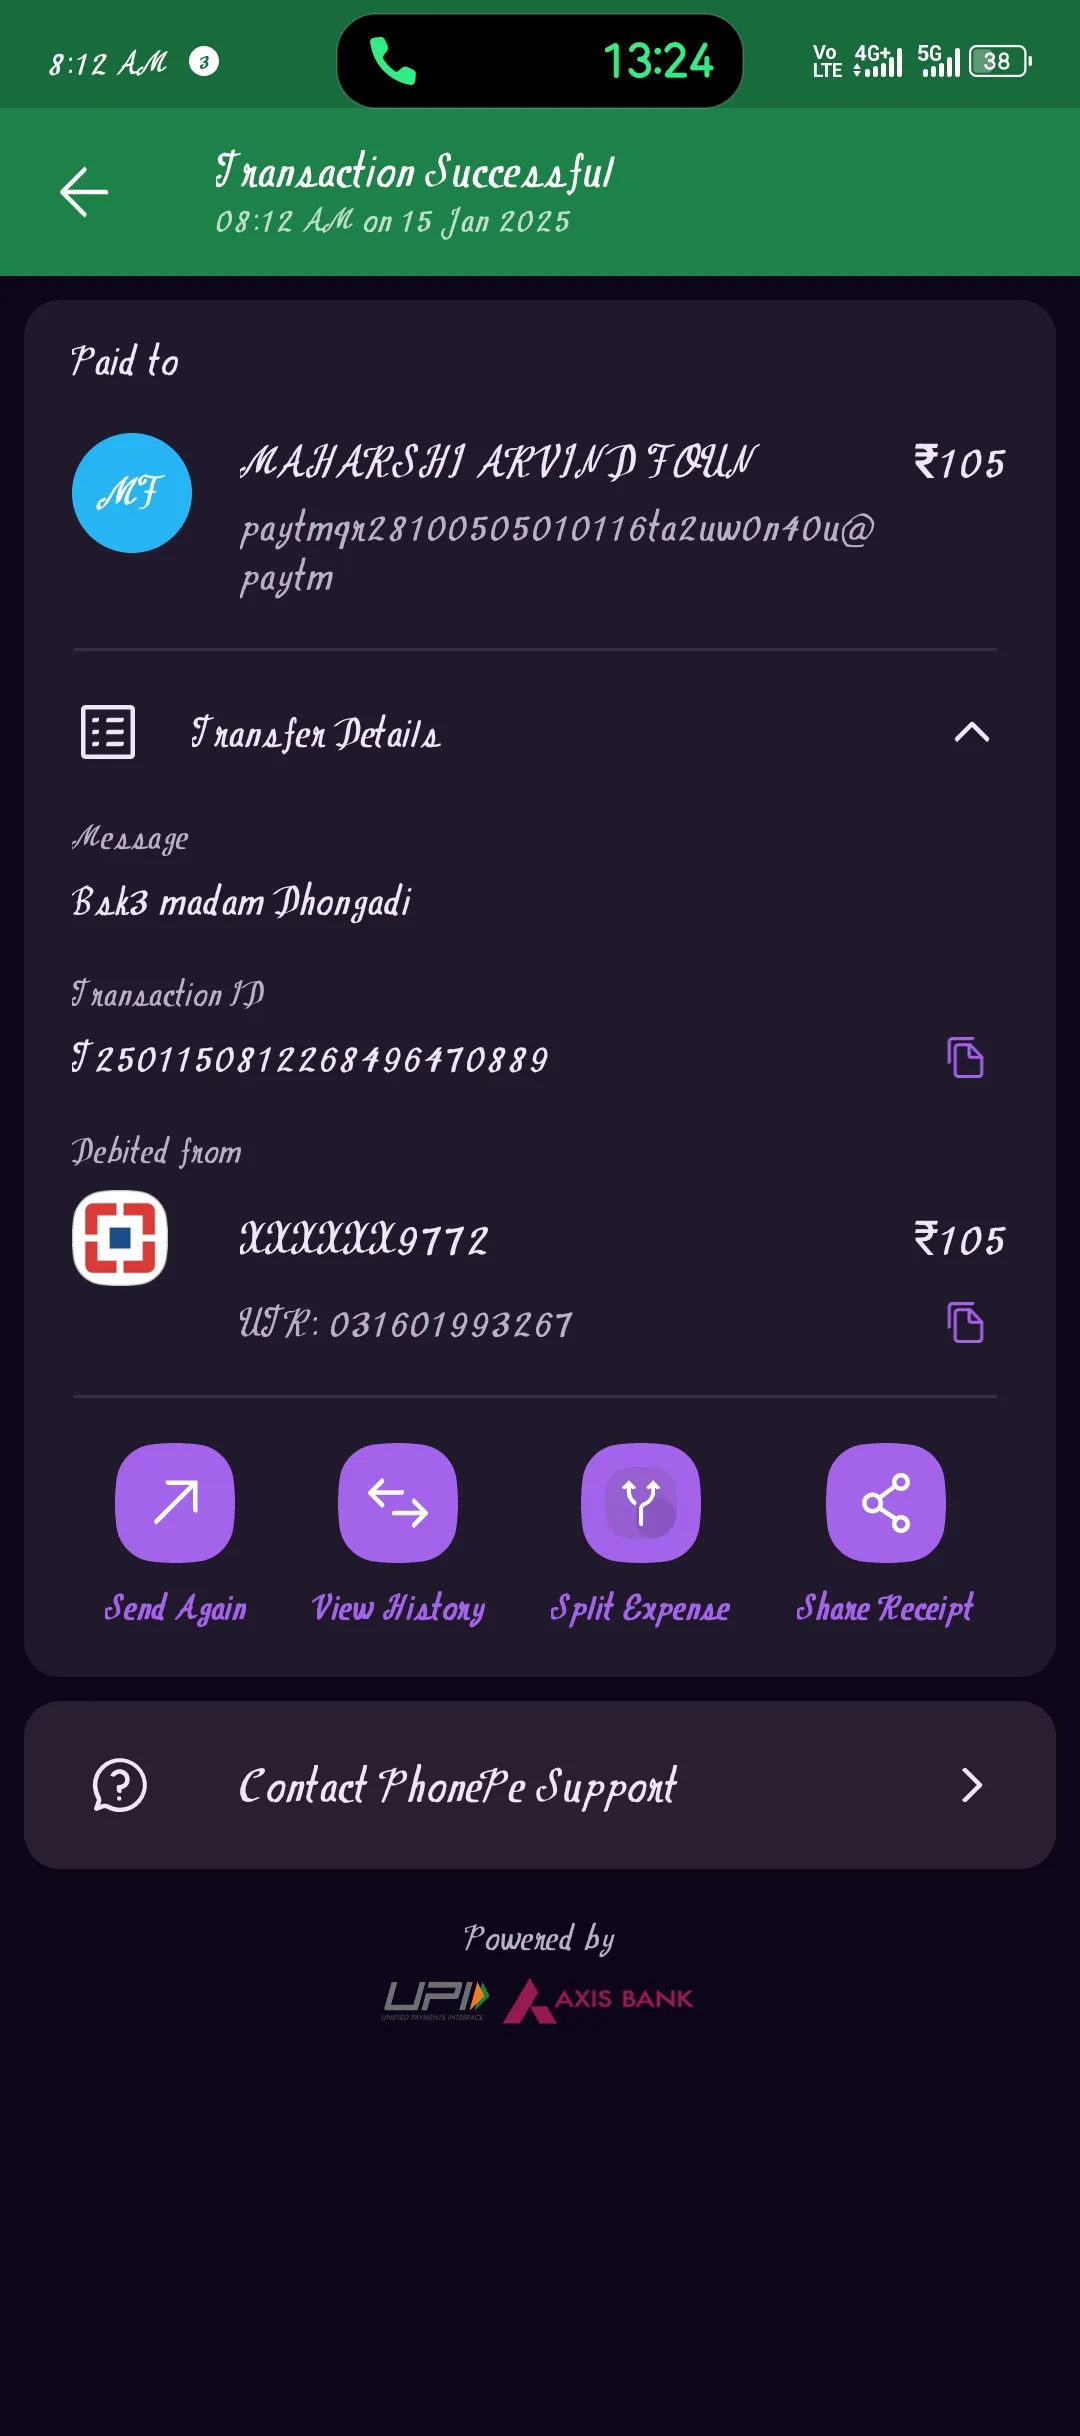 8:12 AM 3 13:24 Vo LTE 4G+ 5G 38
Transaction Successful
08:12 AM on 15 Jan 2025
Paid to
MF MAHARSHI ARVIND FOUN ₹105
paytmqr28100505010116ta2uw0n40u@
paytm
Transfer Details
Message
Bsk3 madam Dhongadi
Transaction ID
T2501150812268496470889
Debited from
XXXXXX9772 ₹105
UTR: 031601993267
Send Again View History Split Expense Share Receipt
Contact PhonePe Support
Powered by
UPI AXIS BANK
UNIFIED PAYMENTS INTERFACE